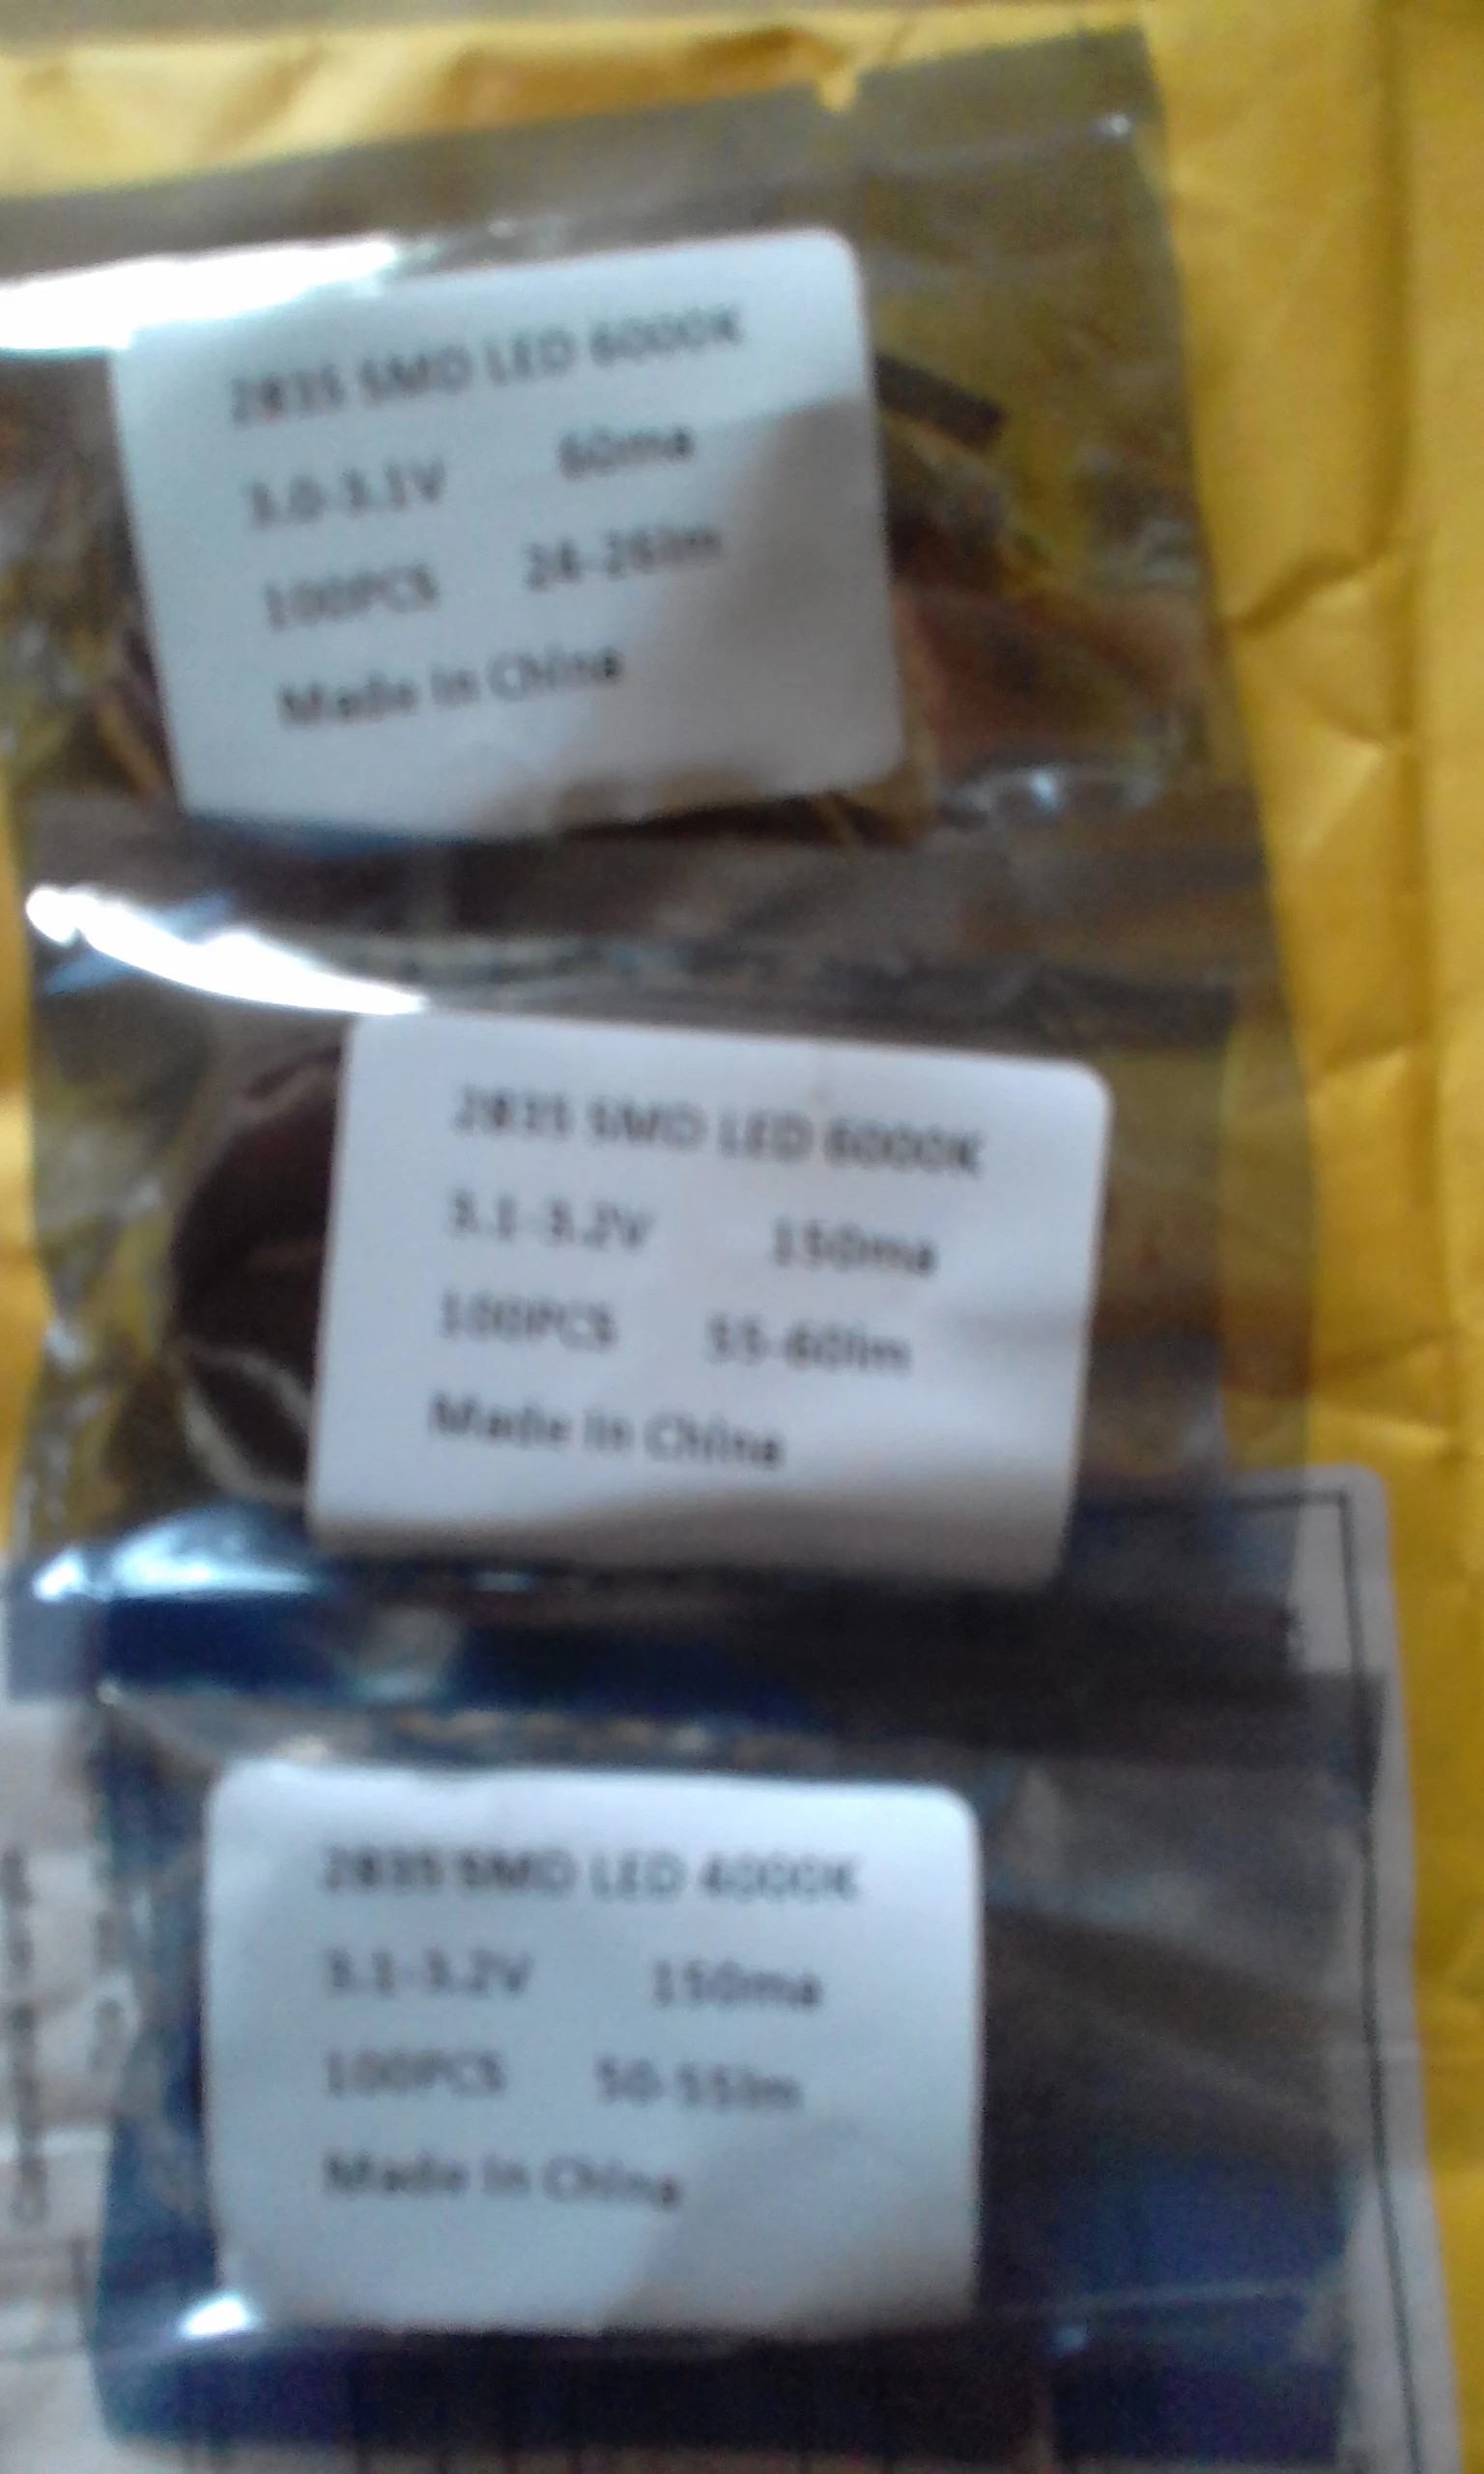 2835 SMD LED 6000K
3.0-3.1V 60ma
100PCS 24-26lm
Made in China
2835 SMD LED 6000K
3.1-3.2V 150ma
100PCS 55-60lm
Made in China
2835 SMD LED 4000K
3.1-3.2V 150ma
100PCS 50-55lm
Made in China